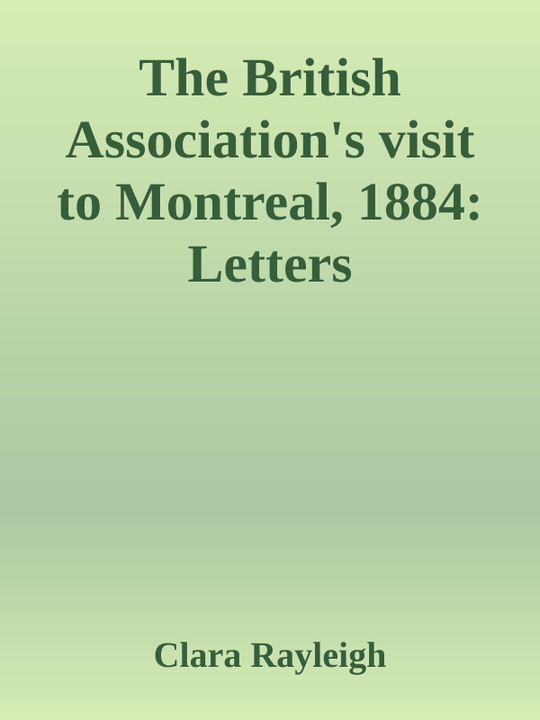 The British
Association's visit
to Montreal, 1884:
Letters
Clara Rayleigh